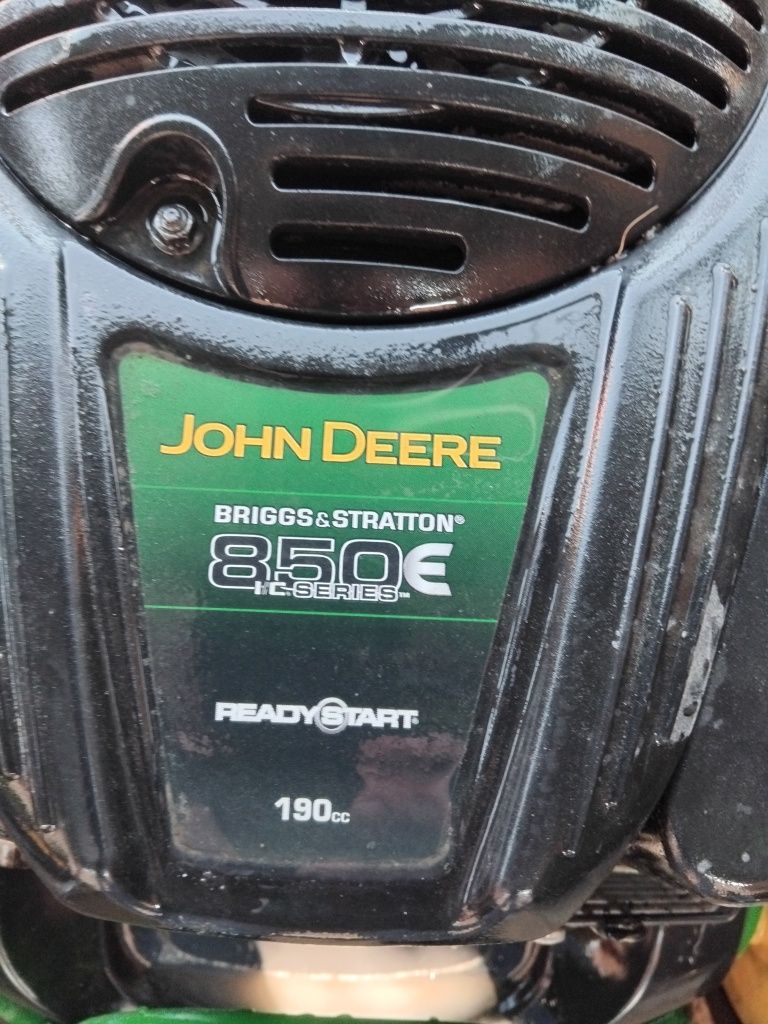 JOHN DEERE
BRIGGS&STRATTON®
850E
I/C® SERIES™
READYSTART®
190cc